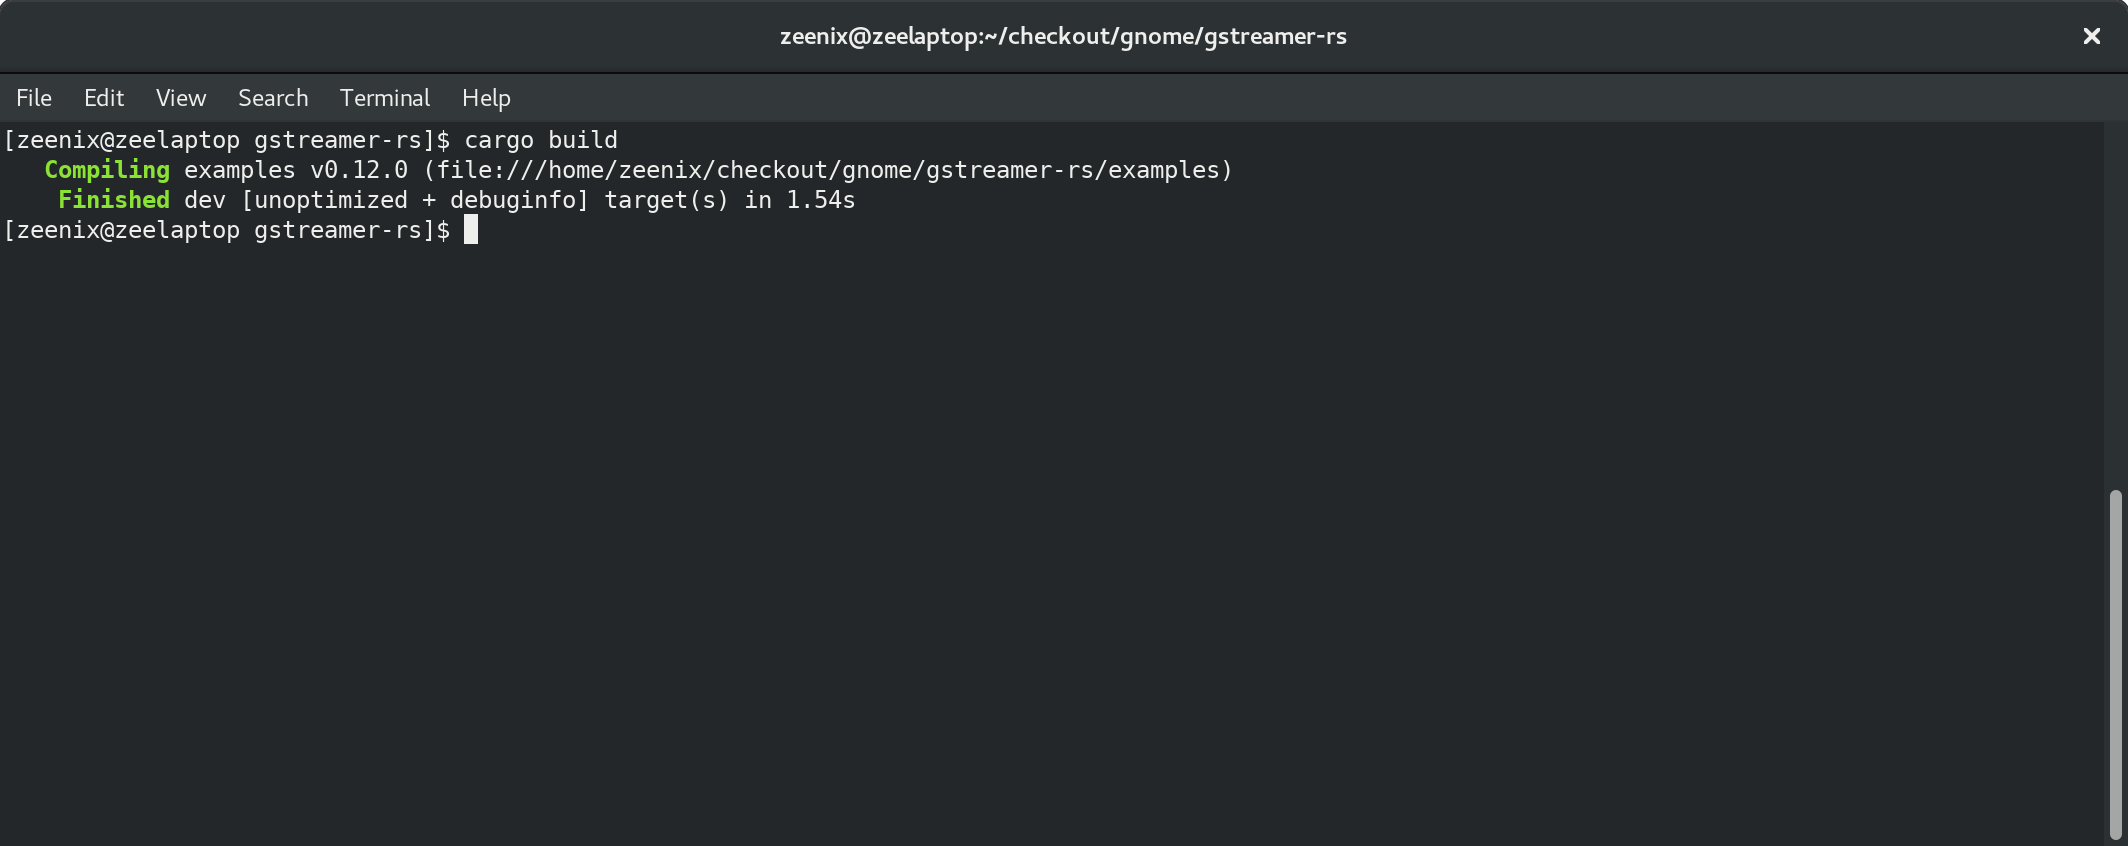 zeenix@zeelaptop:~/checkout/gnome/gstreamer-rs
File Edit View Search Terminal Help
[zeenix@zeelaptop gstreamer-rs]$ cargo build
   Compiling examples v0.12.0 (file:///home/zeenix/checkout/gnome/gstreamer-rs/examples)
    Finished dev [unoptimized + debuginfo] target(s) in 1.54s
[zeenix@zeelaptop gstreamer-rs]$